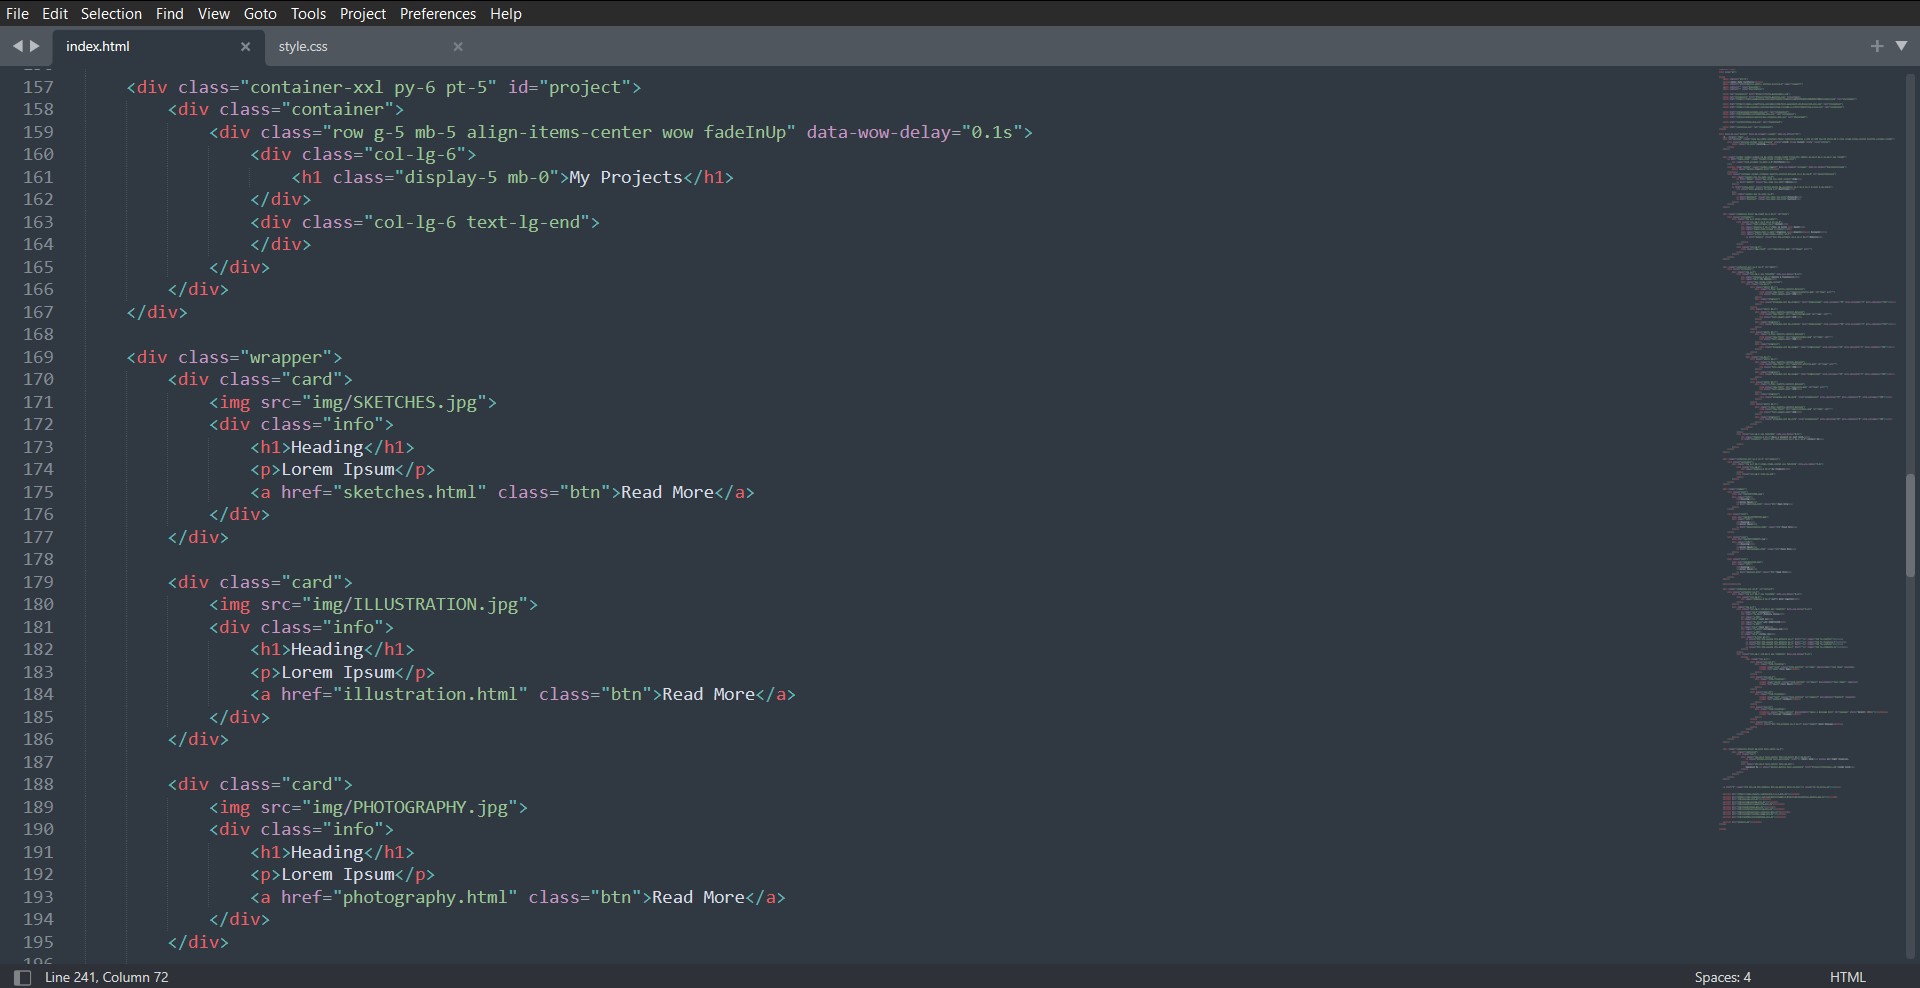 File Edit Selection Find View Goto Tools Project Preferences Help
index.html × style.css ×
157 <div class="container-xxl py-6 pt-5" id="project">
158 <div class="container">
159 <div class="row g-5 mb-5 align-items-center wow fadeInUp" data-wow-delay="0.1s">
160 <div class="col-lg-6">
161 <h1 class="display-5 mb-0">My Projects</h1>
162 </div>
163 <div class="col-lg-6 text-lg-end">
164 </div>
165 </div>
166 </div>
167 </div>
168
169 <div class="wrapper">
170 <div class="card">
171 <img src="img/SKETCHES.jpg">
172 <div class="info">
173 <h1>Heading</h1>
174 <p>Lorem Ipsum</p>
175 <a href="sketches.html" class="btn">Read More</a>
176 </div>
177 </div>
178
179 <div class="card">
180 <img src="img/ILLUSTRATION.jpg">
181 <div class="info">
182 <h1>Heading</h1>
183 <p>Lorem Ipsum</p>
184 <a href="illustration.html" class="btn">Read More</a>
185 </div>
186 </div>
187
188 <div class="card">
189 <img src="img/PHOTOGRAPHY.jpg">
190 <div class="info">
191 <h1>Heading</h1>
192 <p>Lorem Ipsum</p>
193 <a href="photography.html" class="btn">Read More</a>
194 </div>
195 </div>
Line 241, Column 72 Spaces: 4 HTML